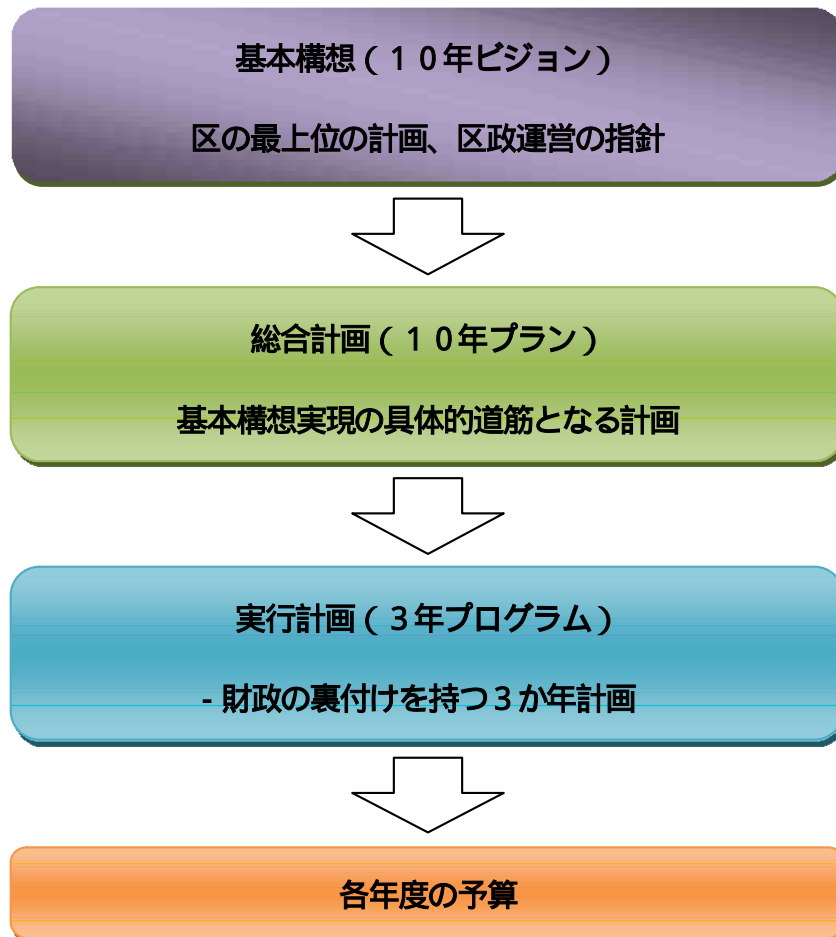 基本構想（１０年ビジョン）
区の最上位の計画、区政運営の指針
総合計画（１０年プラン）
基本構想実現の具体的道筋となる計画
実行計画（３年プログラム）
-財政の裏付けを持つ３か年計画
各年度の予算